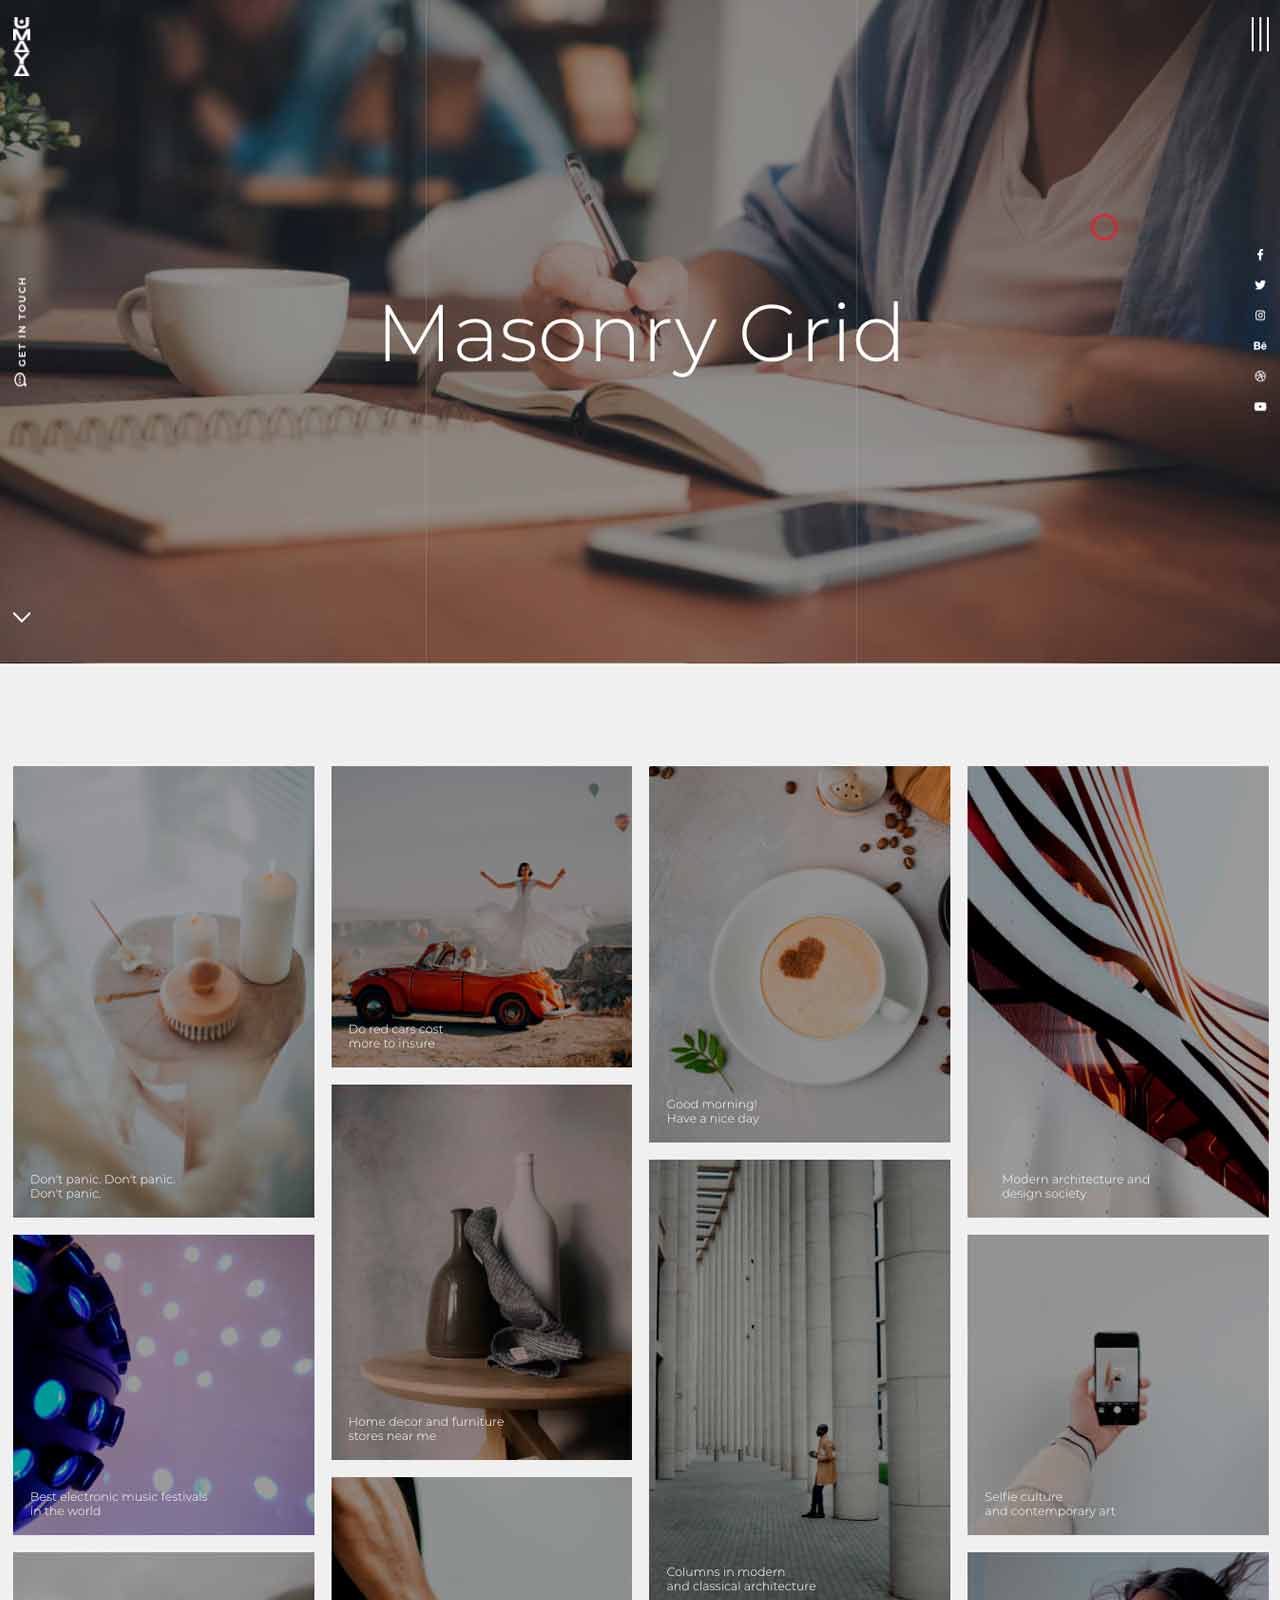 UMAYA
GET IN TOUCH
Masonry Grid
Bē
Do red cars cost
more to insure
Good morning!
Have a nice day
Don't panic. Don't panic.
Don't panic.
Modern architecture and
design society
Home decor and furniture
stores near me
Best electronic music festivals
in the world
Selfie culture
and contemporary art
Columns in modern
and classical architecture